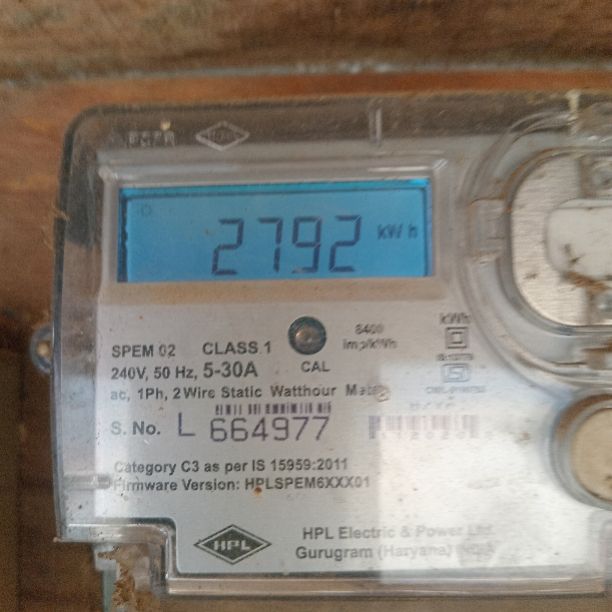 2792 kWh
6400
imp/kWh
kWh
SPEM 02 CLASS 1
240V, 50 Hz, 5-30A
CAL
ac, 1Ph, 2 Wire Static Watthour
S. No. L 664977
Category C3 as per IS 15959:2011
Firmware Version: HPLSPEM6XXX01
HPL
HPL Electric & Power Ltd.
Gurugram (Haryana)